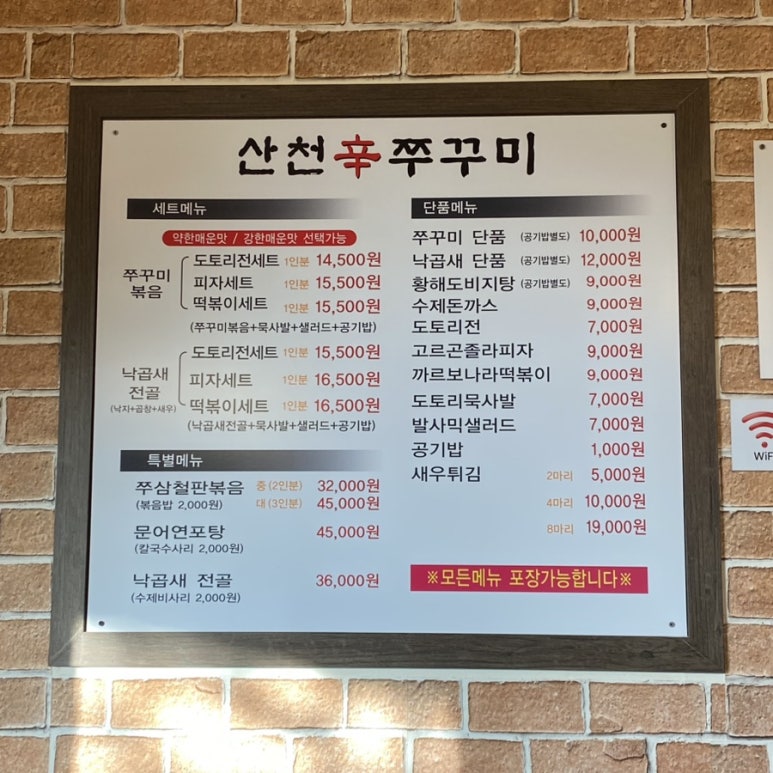 산천辛쭈꾸미
세트메뉴
약한매운맛 / 강한매운맛 선택가능
쭈꾸미 볶음
도토리전세트 1인분 14,500원
피자세트 1인분 15,500원
떡볶이세트 1인분 15,500원
(쭈꾸미볶음+묵사발+샐러드+공기밥)
낙곱새 전골
(낙지+곱창+새우)
도토리전세트 1인분 15,500원
피자세트 1인분 16,500원
떡볶이세트 1인분 16,500원
(낙곱새전골+묵사발+샐러드+공기밥)
특별메뉴
쭈삼철판볶음 중(2인분) 32,000원
(볶음밥 2,000원) 대(3인분) 45,000원
문어연포탕 45,000원
(칼국수사리 2,000원)
낙곱새 전골 36,000원
(수제비사리 2,000원)
단품메뉴
쭈꾸미 단품 (공기밥별도) 10,000원
낙곱새 단품 (공기밥별도) 12,000원
황해도비지탕 (공기밥별도) 9,000원
수제돈까스 9,000원
도토리전 7,000원
고르곤졸라피자 9,000원
까르보나라떡볶이 9,000원
도토리묵사발 7,000원
발사믹샐러드 7,000원
공기밥 1,000원
새우튀김 2마리 5,000원
4마리 10,000원
8마리 19,000원
※모든메뉴 포장가능합니다※
WiF